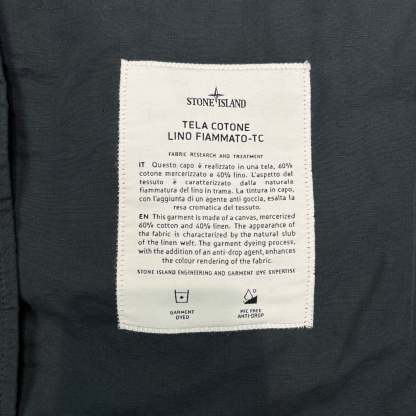 STONE ISLAND
TELA COTONE
LINO FIAMMATO-TC
FABRIC RESEARCH AND TREATMENT
IT Questo capo è realizzato in una tela, 60%
cotone mercerizzato e 40% lino. L'aspetto del
tessuto è caratterizzato dalla naturale
fiammatura del lino in trama. La tintura in capo,
con l'aggiunta di un agente anti goccia, esalta la
resa cromatica del tessuto.
EN This garment is made of a canvas, mercerized
60% cotton and 40% linen. The appearance of
the fabric is characterized by the natural slub
of the linen weft. The garment dyeing process,
with the addition of an anti-drop agent, enhances
the colour rendering of the fabric.
STONE ISLAND ENGINEERING AND GARMENT DYE EXPERTISE
GARMENT
DYED
PFC FREE
ANTI-DROP